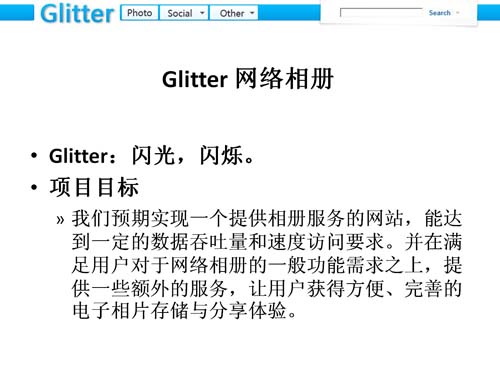 Glitter Photo Social Other Search
Glitter 网络相册
• Glitter：闪光，闪烁。
• 项目目标
» 我们预期实现一个提供相册服务的网站，能达
到一定的数据吞吐量和速度访问要求。并在满
足用户对于网络相册的一般功能需求之上，提
供一些额外的服务，让用户获得方便、完善的
电子相片存储与分享体验。